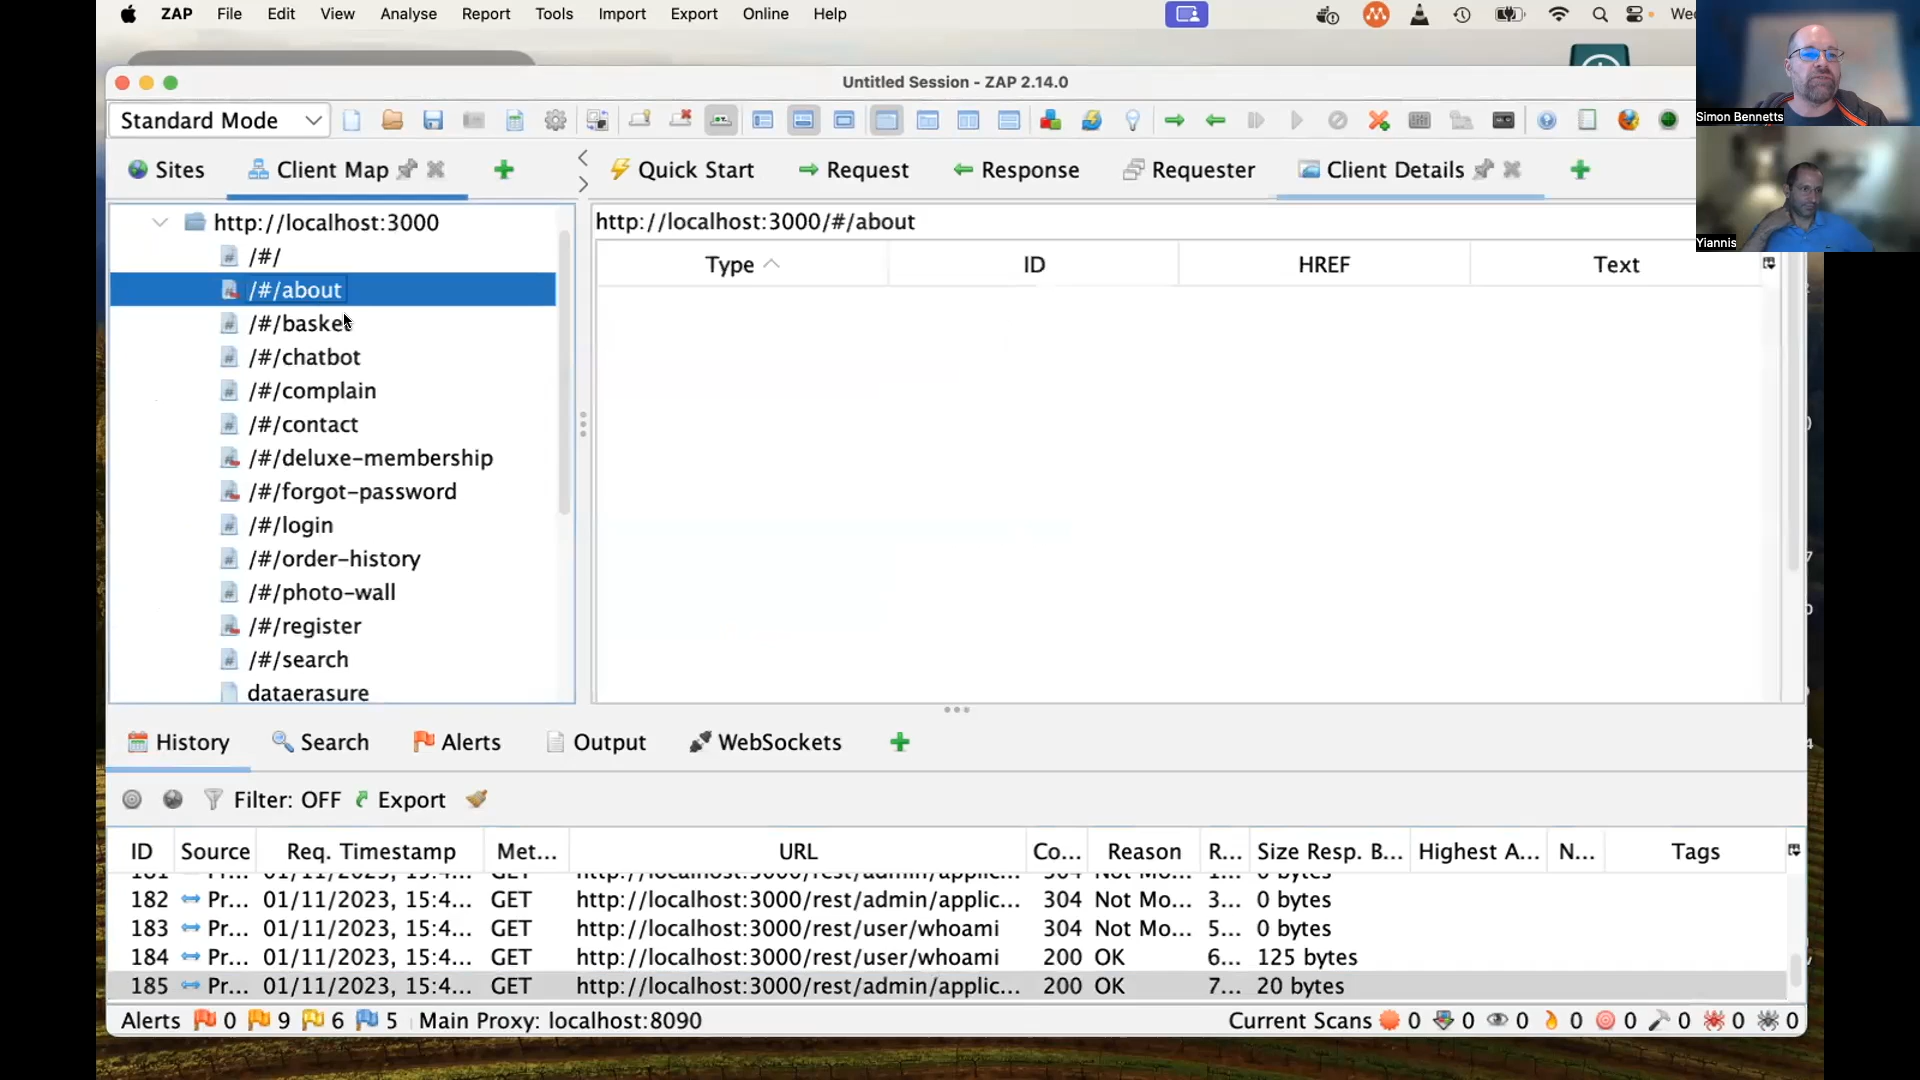 ZAP File Edit View Analyse Report Tools Import Export Online Help
Untitled Session - ZAP 2.14.0
Simon Bennetts
Yiannis
Standard Mode
Sites Client Map
Quick Start Request Response Requester Client Details
http://localhost:3000
/#/
/#/about
/#/basket
/#/chatbot
/#/complain
/#/contact
/#/deluxe-membership
/#/forgot-password
/#/login
/#/order-history
/#/photo-wall
/#/register
/#/search
dataerasure
http://localhost:3000/#/about
Type ID HREF Text
History Search Alerts Output WebSockets
Filter: OFF Export
ID Source Req. Timestamp Met... URL Co... Reason R... Size Resp. B... Highest A... N... Tags
182 Pr... 01/11/2023, 15:4... GET http://localhost:3000/rest/admin/applic... 304 Not Mo... 3... 0 bytes
183 Pr... 01/11/2023, 15:4... GET http://localhost:3000/rest/user/whoami 304 Not Mo... 5... 0 bytes
184 Pr... 01/11/2023, 15:4... GET http://localhost:3000/rest/user/whoami 200 OK 6... 125 bytes
185 Pr... 01/11/2023, 15:4... GET http://localhost:3000/rest/admin/applic... 200 OK 7... 20 bytes
Alerts 0 9 6 5 Main Proxy: localhost:8090 Current Scans 0 0 0 0 0 0 0 0